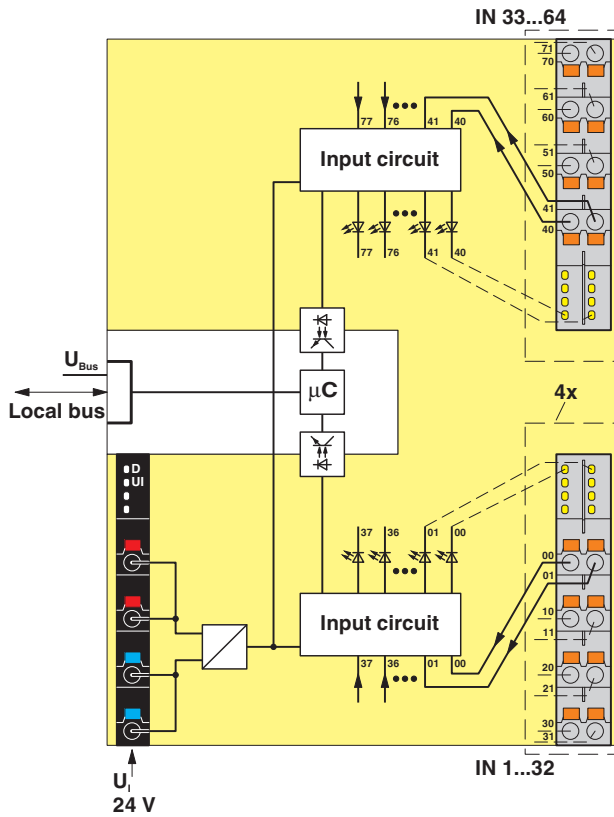 IN 33...64
71
70
61
60
51
50
41
40
77 76 41 40
Input circuit
77 76 41 40
UBus
Local bus
µC
4x
D
UI
37 36 01 00
Input circuit
37 36 01 00
00
01
10
11
20
21
30
31
IN 1...32
UI
24 V